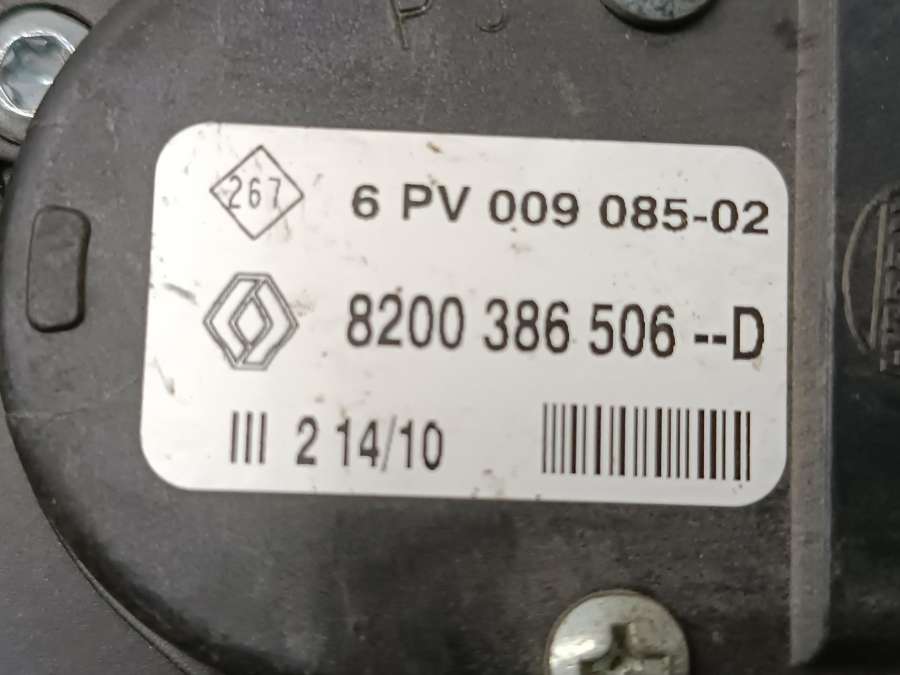 267
6 PV 009 085-02
8200 386 506 --D
III 2 14/10